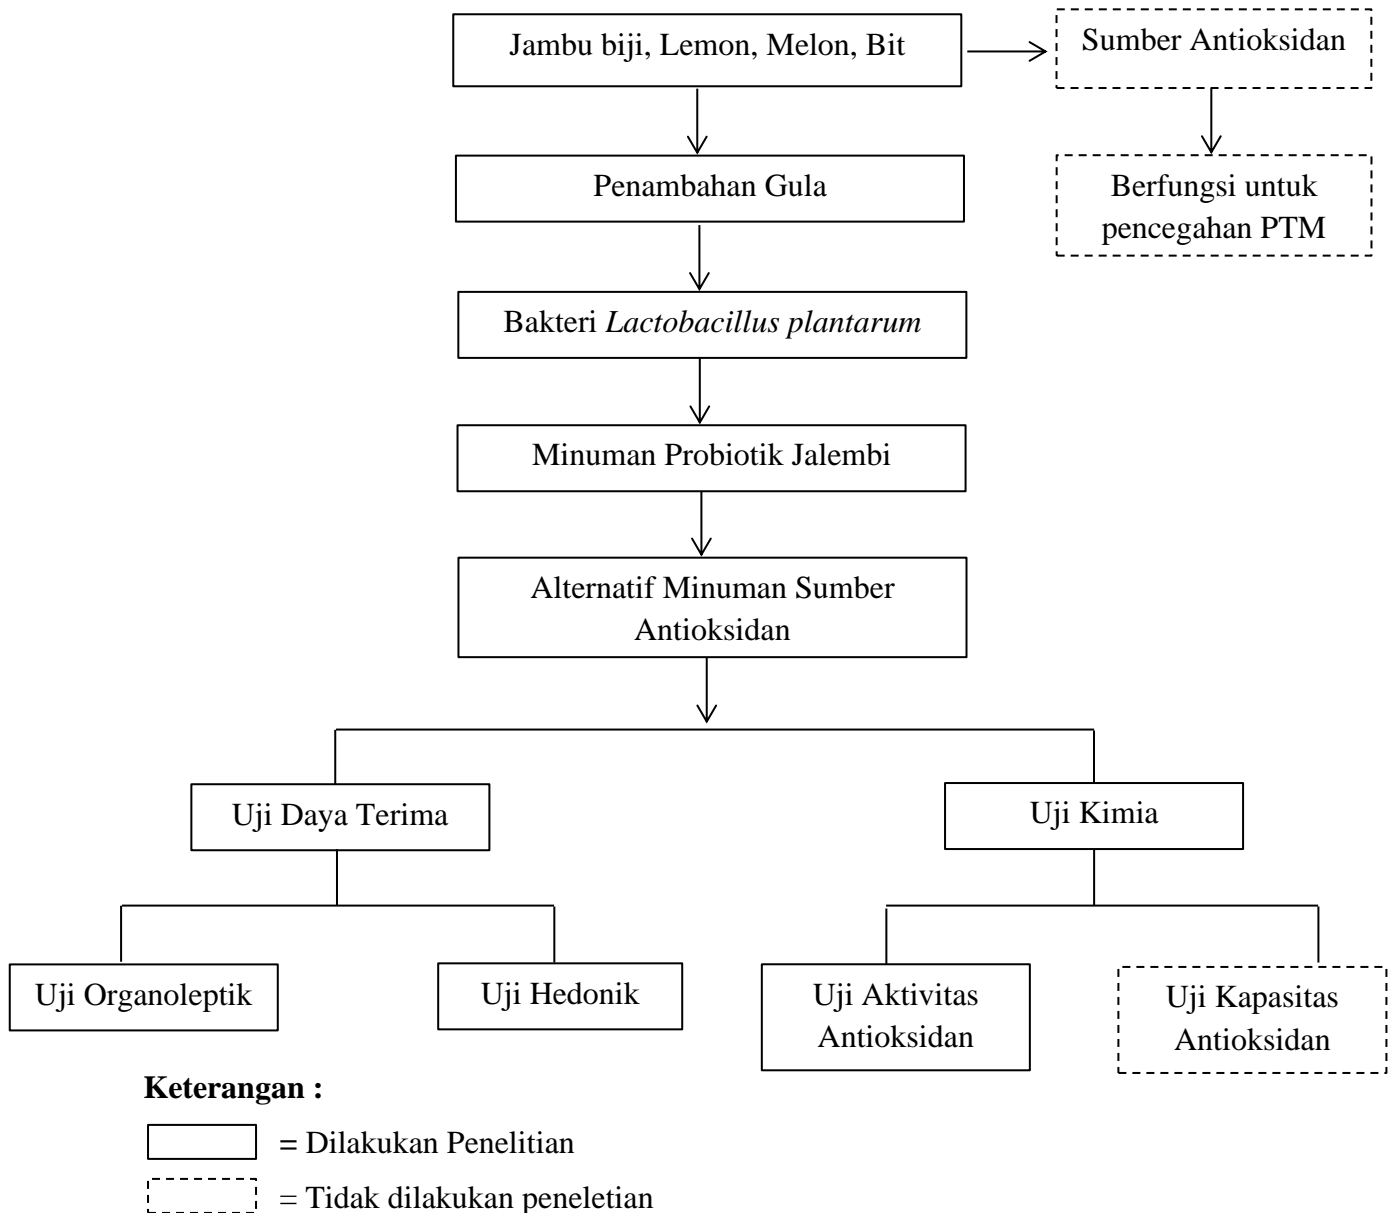 Jambu biji, Lemon, Melon, Bit
Sumber Antioksidan
Penambahan Gula
Berfungsi untuk
pencegahan PTM
Bakteri Lactobacillus plantarum
Minuman Probiotik Jalembi
Alternatif Minuman Sumber
Antioksidan
Uji Daya Terima
Uji Kimia
Uji Organoleptik
Uji Hedonik
Uji Aktivitas
Antioksidan
Uji Kapasitas
Antioksidan
Keterangan :
= Dilakukan Penelitian
= Tidak dilakukan peneletian